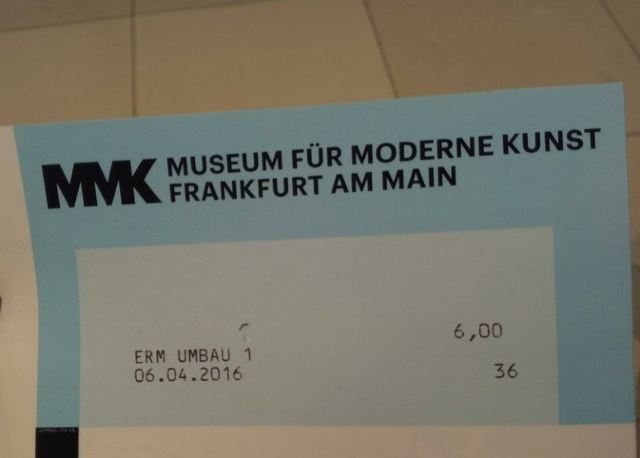 MMK MUSEUM FÜR MODERNE KUNST
FRANKFURT AM MAIN
6,00
ERM UMBAU 1
06.04.2016 36